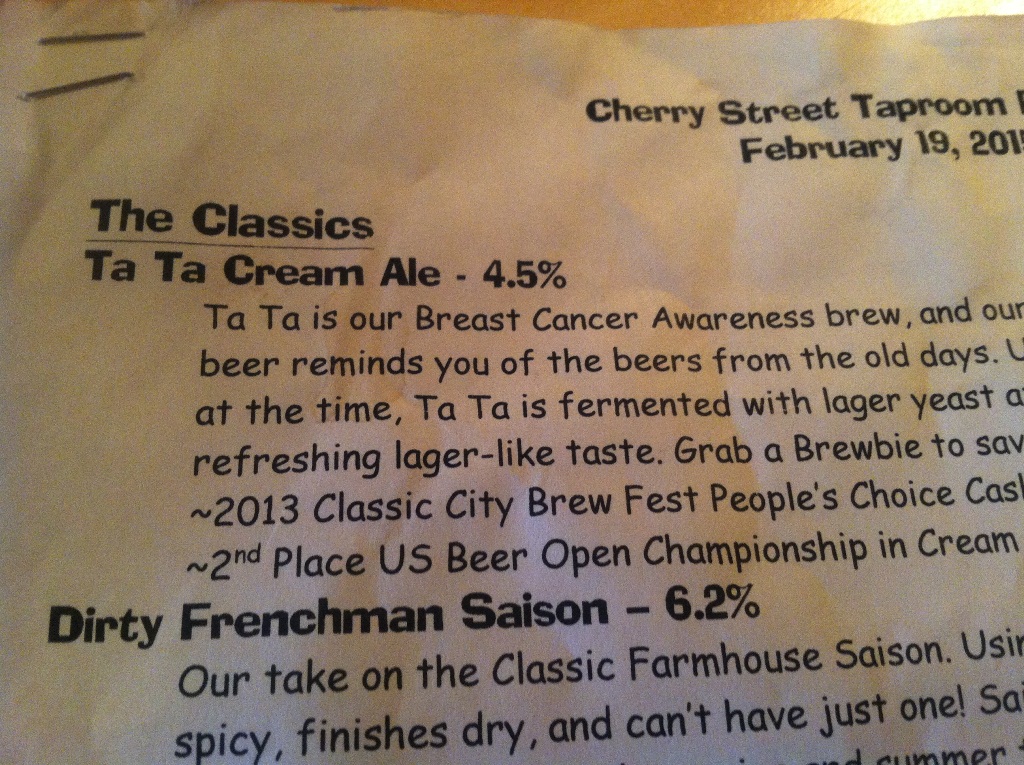 Cherry Street Taproom
February 19, 201
The Classics
Ta Ta Cream Ale - 4.5%
Ta Ta is our Breast Cancer Awareness brew, and our
beer reminds you of the beers from the old days.
at the time, Ta Ta is fermented with lager yeast
refreshing lager-like taste. Grab a Brewbie to
~2013 Classic City Brew Fest People's Choice
~2nd Place US Beer Open Championship in Cream
Dirty Frenchman Saison – 6.2%
Our take on the Classic Farmhouse Saison.
spicy, finishes dry, and can't have just one!
and summer